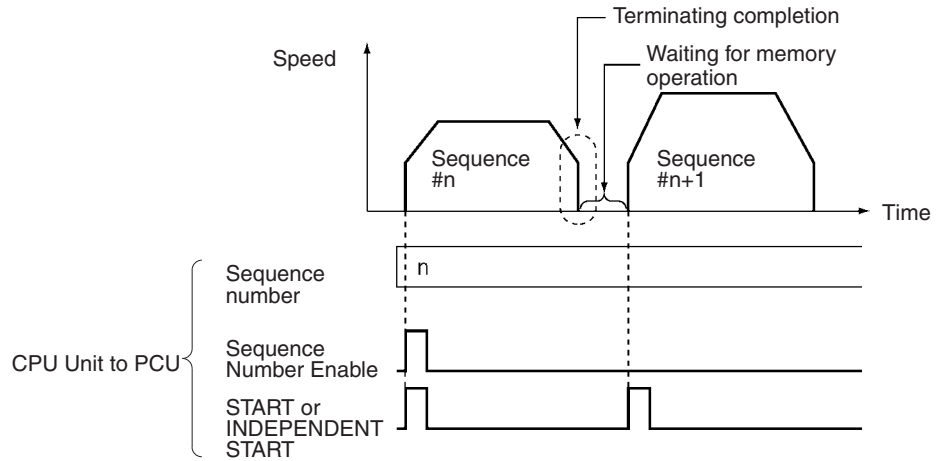 Terminating completion
Speed
Waiting for memory
operation
Sequence
#n
Sequence
#n+1
Time
n
Sequence
number
CPU Unit to PCU
Sequence
Number Enable
START or
INDEPENDENT
START